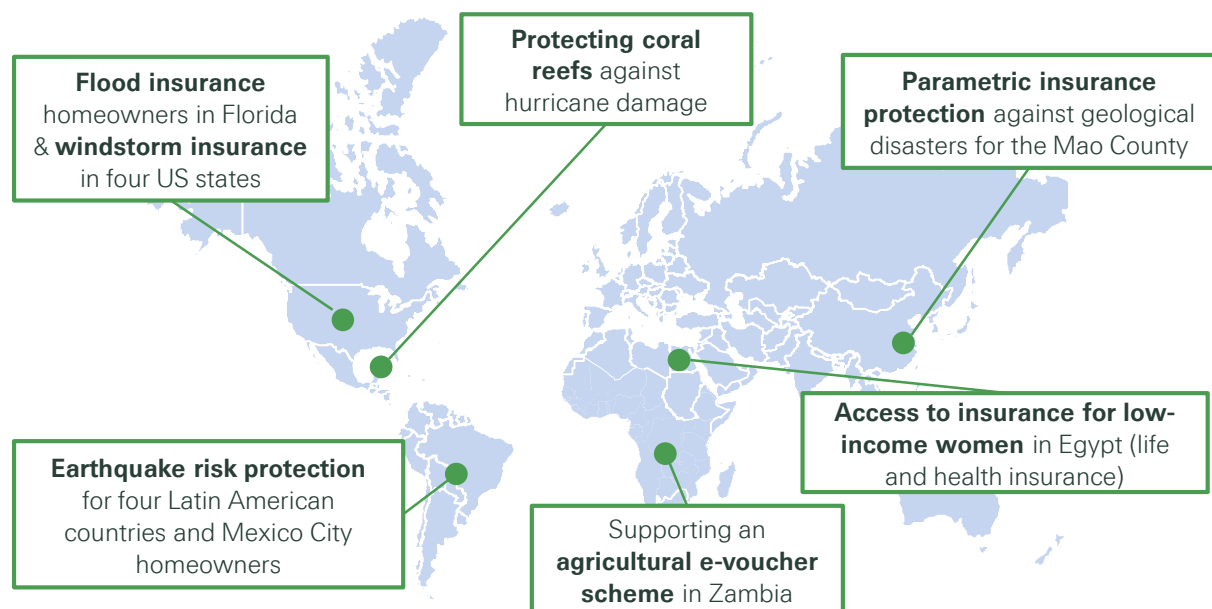 Flood insurance
homeowners in Florida
& windstorm insurance
in four US states
Protecting coral
reefs against
hurricane damage
Parametric insurance
protection against geological
disasters for the Mao County
Earthquake risk protection
for four Latin American
countries and Mexico City
homeowners
Supporting an
agricultural e-voucher
scheme in Zambia
Access to insurance for low-
income women in Egypt (life
and health insurance)